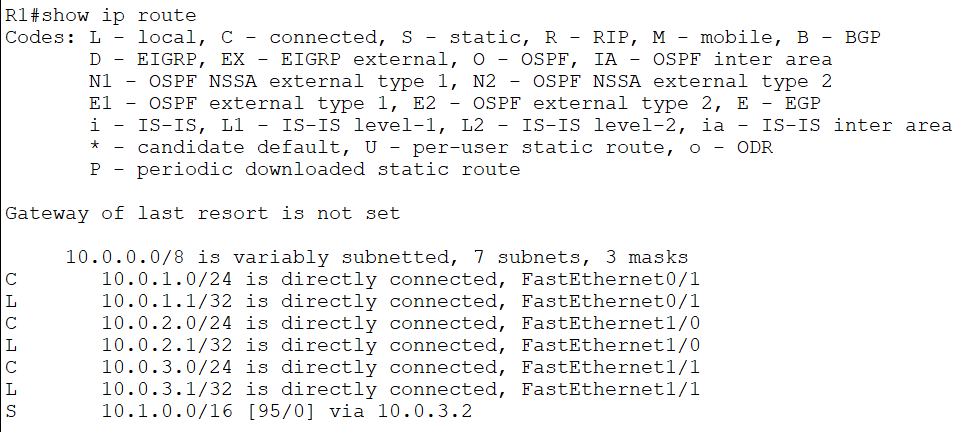 R1#show ip route
Codes: L - local, C - connected, S - static, R - RIP, M - mobile, B - BGP
       D - EIGRP, EX - EIGRP external, O - OSPF, IA - OSPF inter area
       N1 - OSPF NSSA external type 1, N2 - OSPF NSSA external type 2
       E1 - OSPF external type 1, E2 - OSPF external type 2, E - EGP
       i - IS-IS, L1 - IS-IS level-1, L2 - IS-IS level-2, ia - IS-IS inter area
       * - candidate default, U - per-user static route, o - ODR
       P - periodic downloaded static route
Gateway of last resort is not set
     10.0.0.0/8 is variably subnetted, 7 subnets, 3 masks
C       10.0.1.0/24 is directly connected, FastEthernet0/1
L       10.0.1.1/32 is directly connected, FastEthernet0/1
C       10.0.2.0/24 is directly connected, FastEthernet1/0
L       10.0.2.1/32 is directly connected, FastEthernet1/0
C       10.0.3.0/24 is directly connected, FastEthernet1/1
L       10.0.3.1/32 is directly connected, FastEthernet1/1
S       10.1.0.0/16 [95/0] via 10.0.3.2